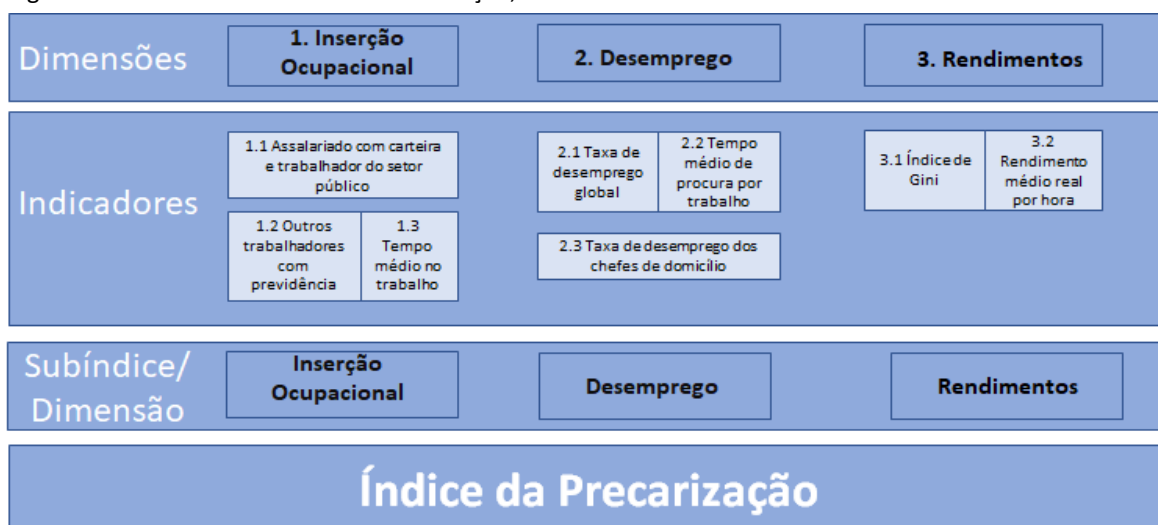 Dimensões
1. Inserção
Ocupacional
2. Desemprego
3. Rendimentos
Indicadores
1.1 Assalariado com carteira
e trabalhador do setor
público
1.2 Outros
trabalhadores
com
previdência
1.3
Tempo
médio no
trabalho
2.1 Taxa de
desemprego
global
2.2 Tempo
médio de
procura por
trabalho
2.3 Taxa de desemprego dos
chefes de domicílio
3.1 Índice de
Gini
3.2
Rendimento
médio real
por hora
Subíndice/
Dimensão
Inserção
Ocupacional
Desemprego
Rendimentos
Índice da Precarização